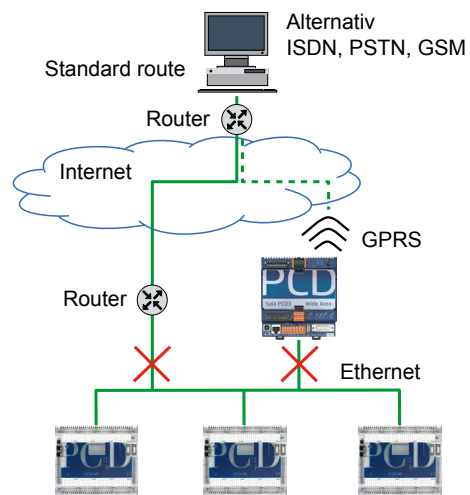 Alternativ
ISDN, PSTN, GSM
Standard route
Router
Internet
GPRS
PCD
Saia PCD3 Wide Area
Router
Ethernet
PCD
PCD
PCD